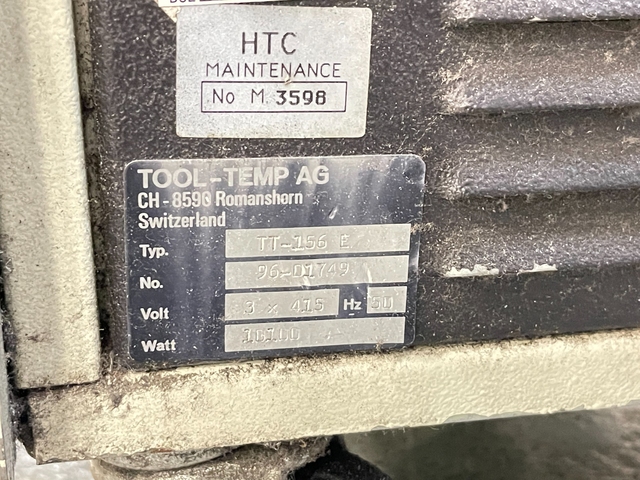 HTC
MAINTENANCE
No M. 3598
TOOL-TEMP AG
CH-8590 Romanshorn
Switzerland
Typ. TT-156 E
No. 96-01749
Volt 3 x 415 Hz 50
Watt 16100